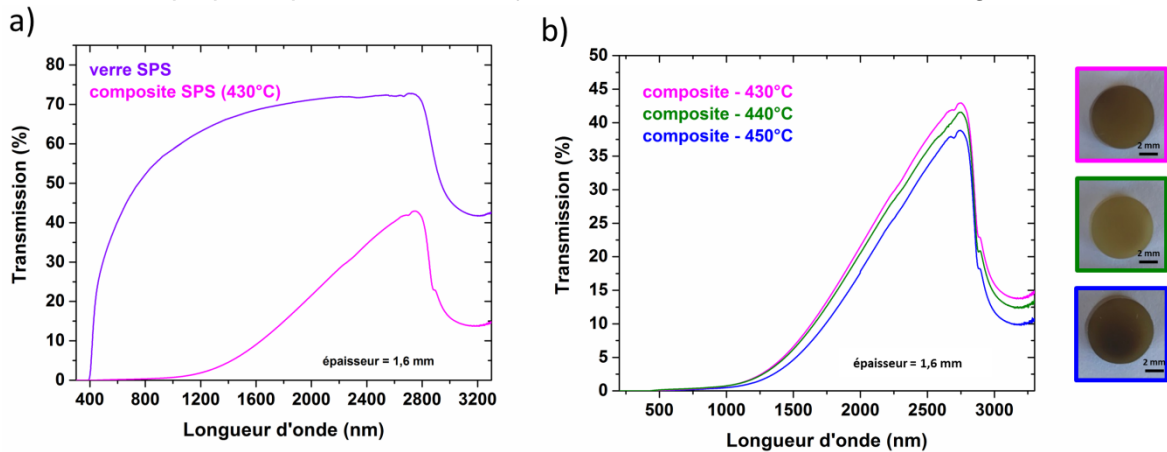 a)
verre SPS
composite SPS (430°C)
épaisseur = 1,6 mm
Transmission (%)
90
80
70
60
50
40
30
20
10
0
400
800
1200
1600
2000
2400
2800
3200
Longueur d'onde (nm)
b)
composite - 430°C
composite - 440°C
composite - 450°C
épaisseur = 1,6 mm
Transmission (%)
50
45
40
35
30
25
20
15
10
5
0
500
1000
1500
2000
2500
3000
Longueur d'onde (nm)
2 mm
2 mm
2 mm